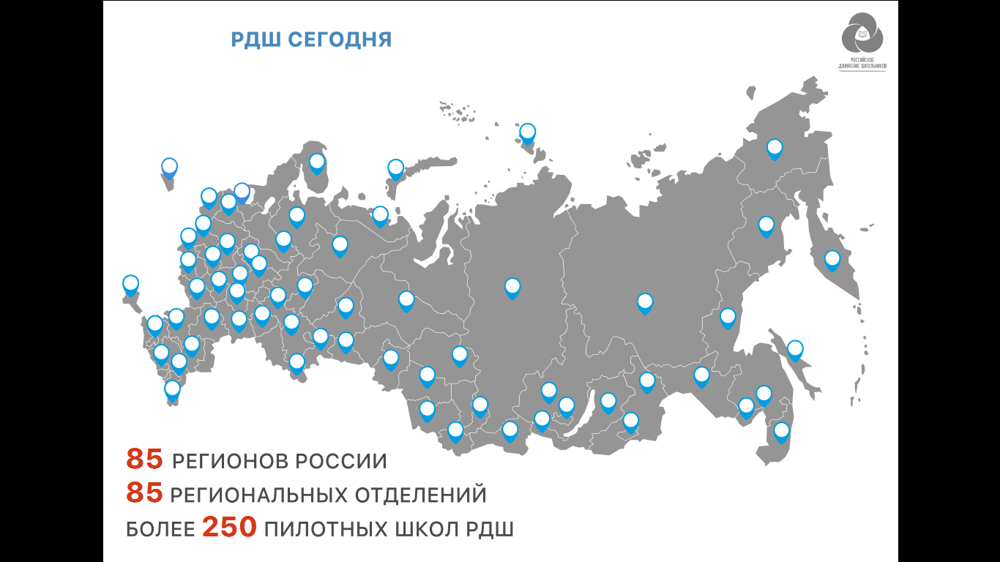 РДШ СЕГОДНЯ
РОССИЙСКОЕ
ДВИЖЕНИЕ ШКОЛЬНИКОВ
85 РЕГИОНОВ РОССИИ
85 РЕГИОНАЛЬНЫХ ОТДЕЛЕНИЙ
БОЛЕЕ 250 ПИЛОТНЫХ ШКОЛ РДШ